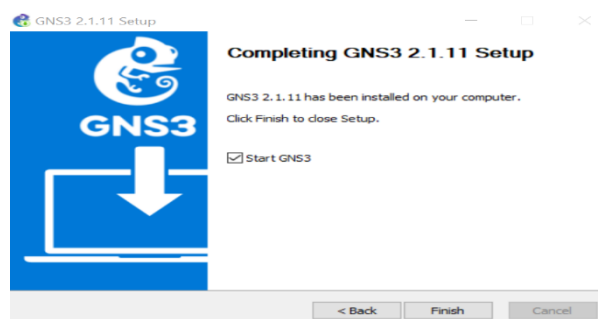 GNS3 2.1.11 Setup
Completing GNS3 2.1.11 Setup
GNS3 2.1.11 has been installed on your computer.
Click Finish to close Setup.
GNS3
Start GNS3
< Back
Finish
Cancel